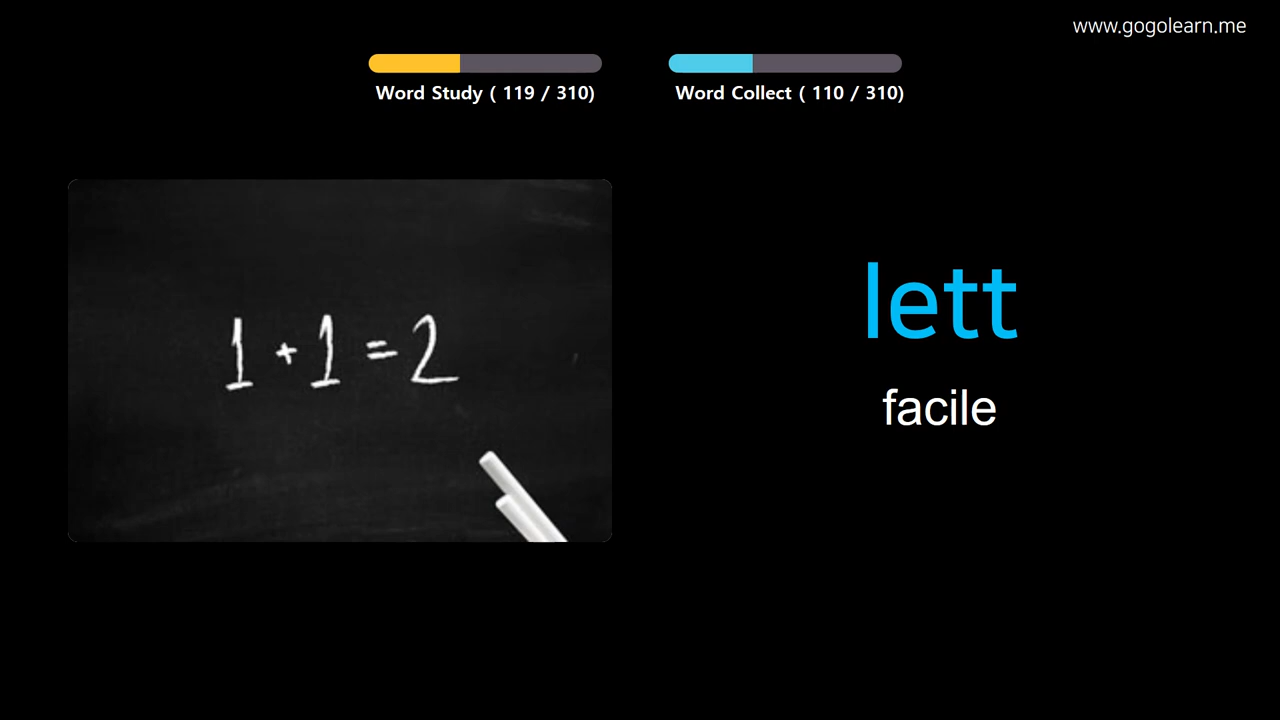 www.gogolearn.me
Word Study ( 119 / 310)
Word Collect ( 110 / 310)
1 + 1 = 2
lett
facile